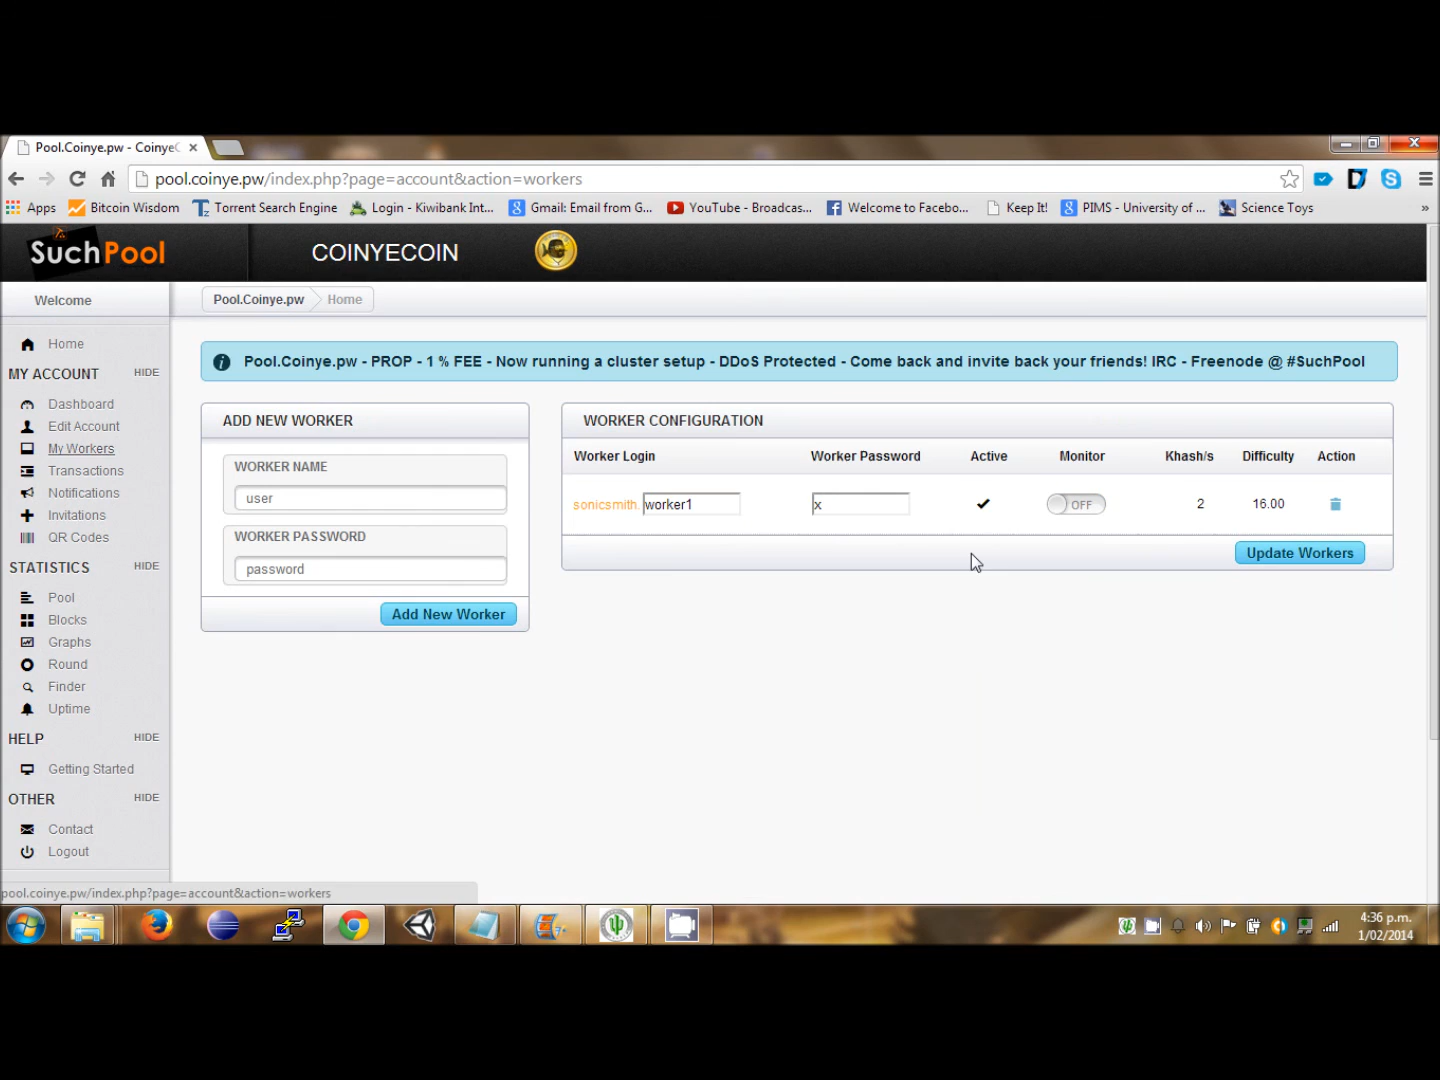 Pool.Coinye.pw - CoinyeC
pool.coinye.pw/index.php?page=account&action=workers
Apps Bitcoin Wisdom Torrent Search Engine Login - Kiwibank Int... Gmail: Email from G... YouTube - Broadcas... Welcome to Facebo... Keep It! PIMS - University of ... Science Toys »
SuchPool COINYECOIN
Welcome Pool.Coinye.pw Home
Home
MY ACCOUNT HIDE
Dashboard
Edit Account
My Workers
Transactions
Notifications
Invitations
QR Codes
STATISTICS HIDE
Pool
Blocks
Graphs
Round
Finder
Uptime
HELP HIDE
Getting Started
OTHER HIDE
Contact
Logout
Pool.Coinye.pw - PROP - 1 % FEE - Now running a cluster setup - DDoS Protected - Come back and invite back your friends! IRC - Freenode @ #SuchPool
ADD NEW WORKER
WORKER NAME
user
WORKER PASSWORD
password
Add New Worker
WORKER CONFIGURATION
Worker Login Worker Password Active Monitor Khash/s Difficulty Action
sonicsmith. worker1 x OFF 2 16.00
Update Workers
pool.coinye.pw/index.php?page=account&action=workers
4:36 p.m.
1/02/2014